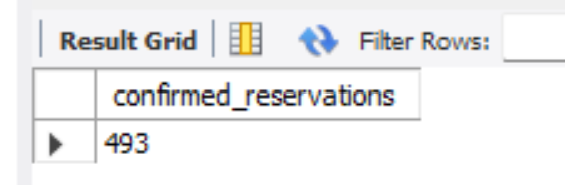 Result Grid Filter Rows:
confirmed_reservations
493